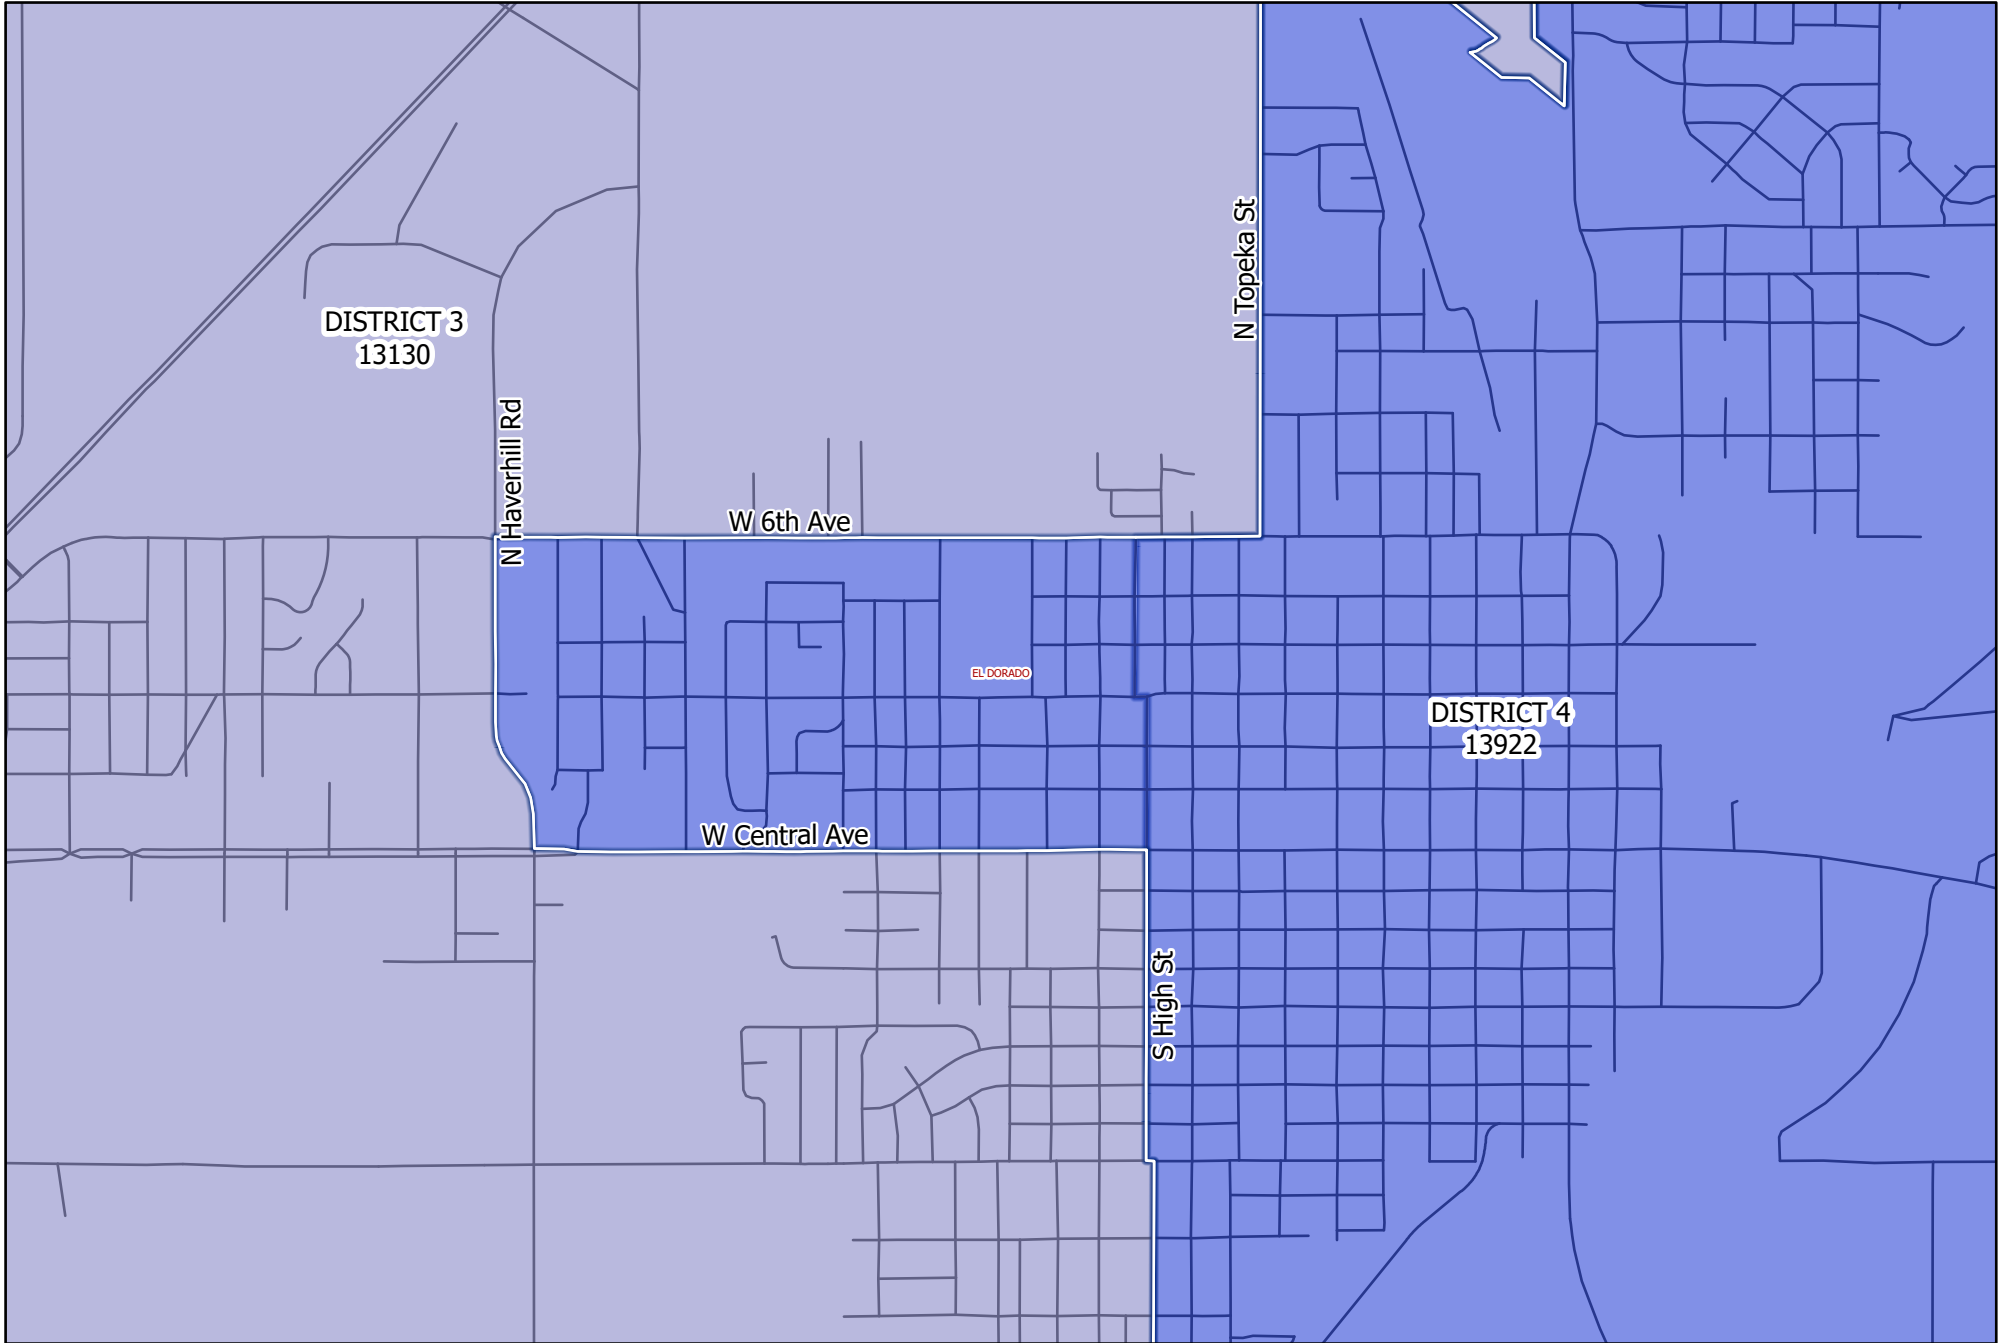 N Topeka St
DISTRICT 3
13130
N Haverhill Rd
W 6th Ave
EL DORADO
DISTRICT 4
13922
W Central Ave
S High St